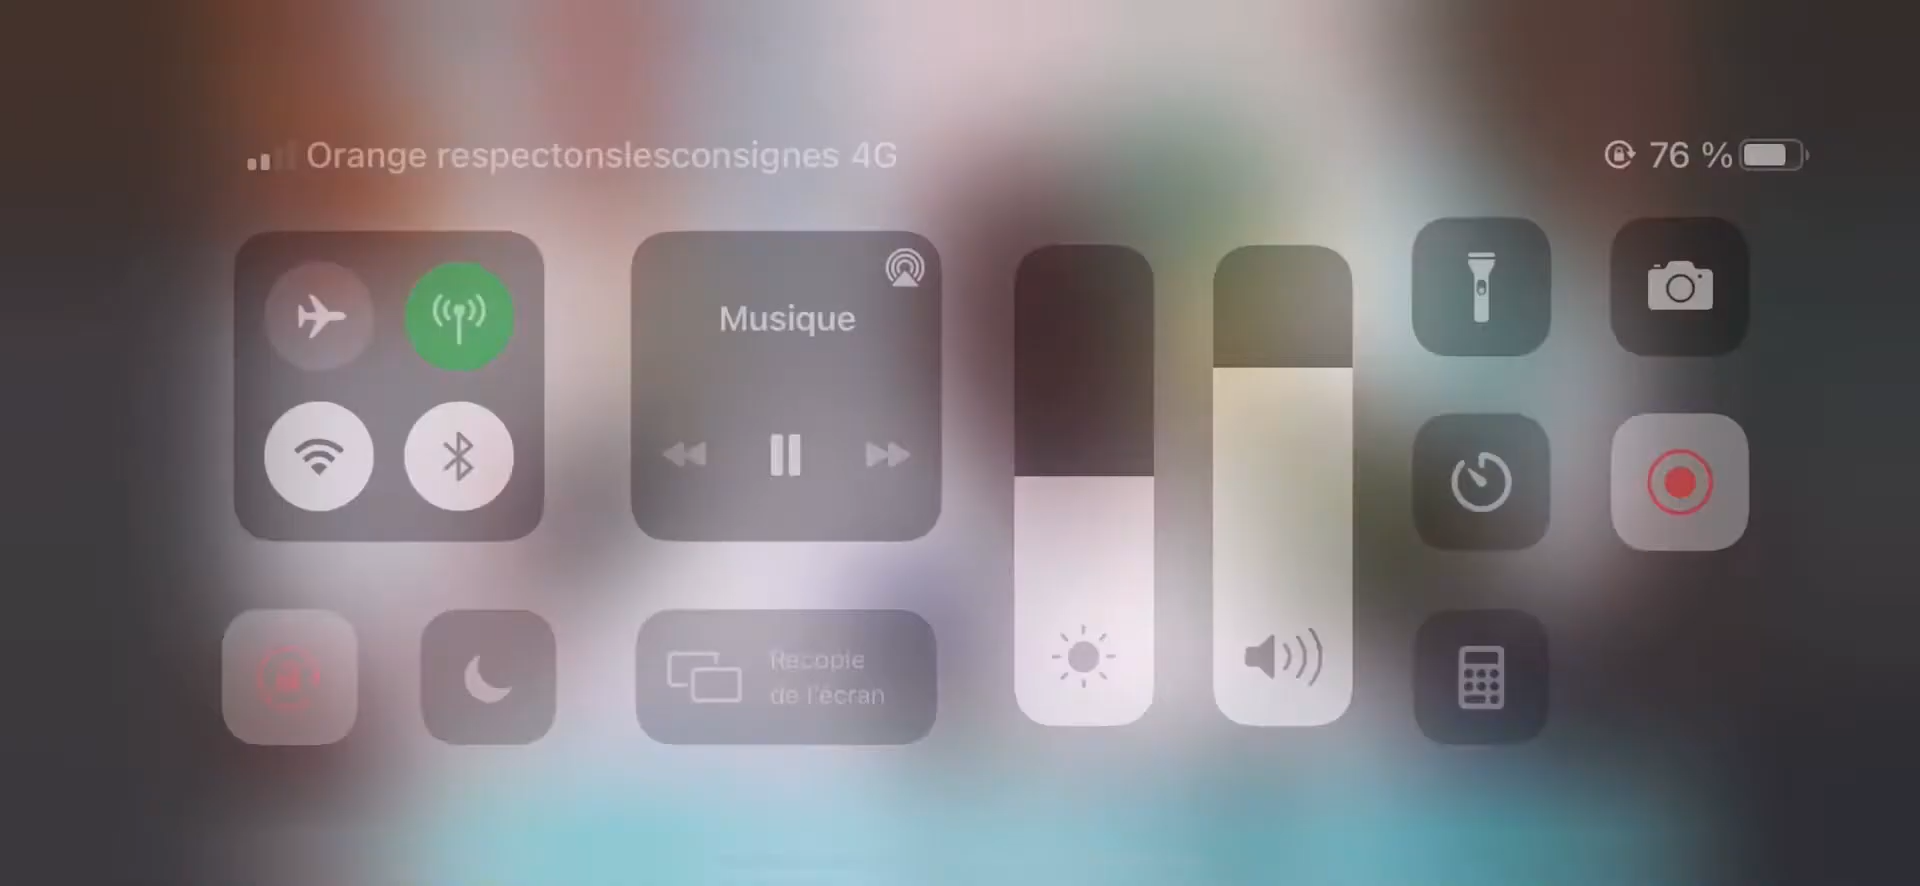 Orange respectonslesconsignes 4G
76 %
Musique
Recopie
de l'écran